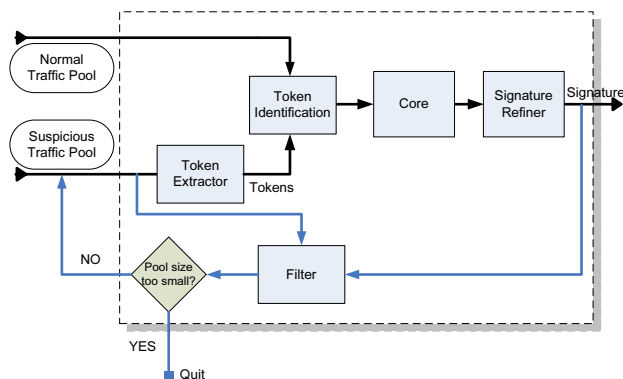 Normal
Traffic Pool
Suspicious
Traffic Pool
Token
Identification
Core
Signature
Refiner
Signature
Token
Extractor
Tokens
NO
Pool size
too small?
Filter
YES
Quit